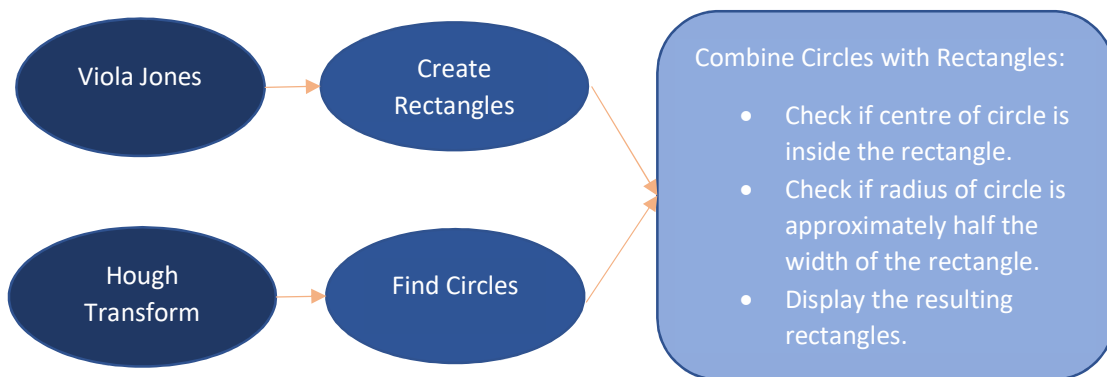 Viola Jones
Create
Rectangles
Hough
Transform
Find Circles
Combine Circles with Rectangles:
• Check if centre of circle is
inside the rectangle.
• Check if radius of circle is
approximately half the
width of the rectangle.
• Display the resulting
rectangles.